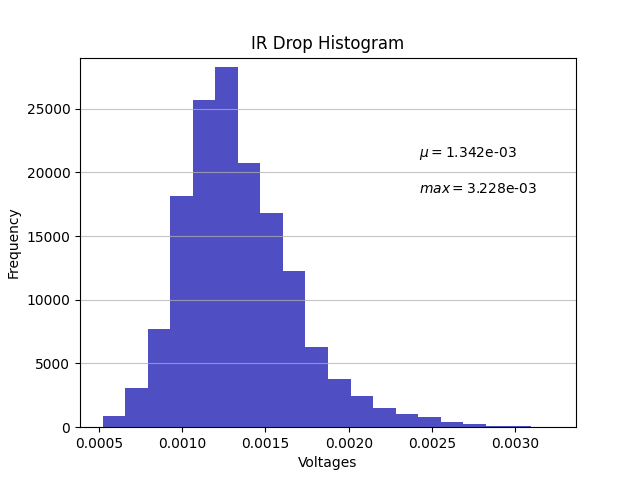 IR Drop Histogram
25000
20000
15000
10000
5000
0
Frequency
μ = 1.342e-03
max = 3.228e-03
0.0005 0.0010 0.0015 0.0020 0.0025 0.0030
Voltages